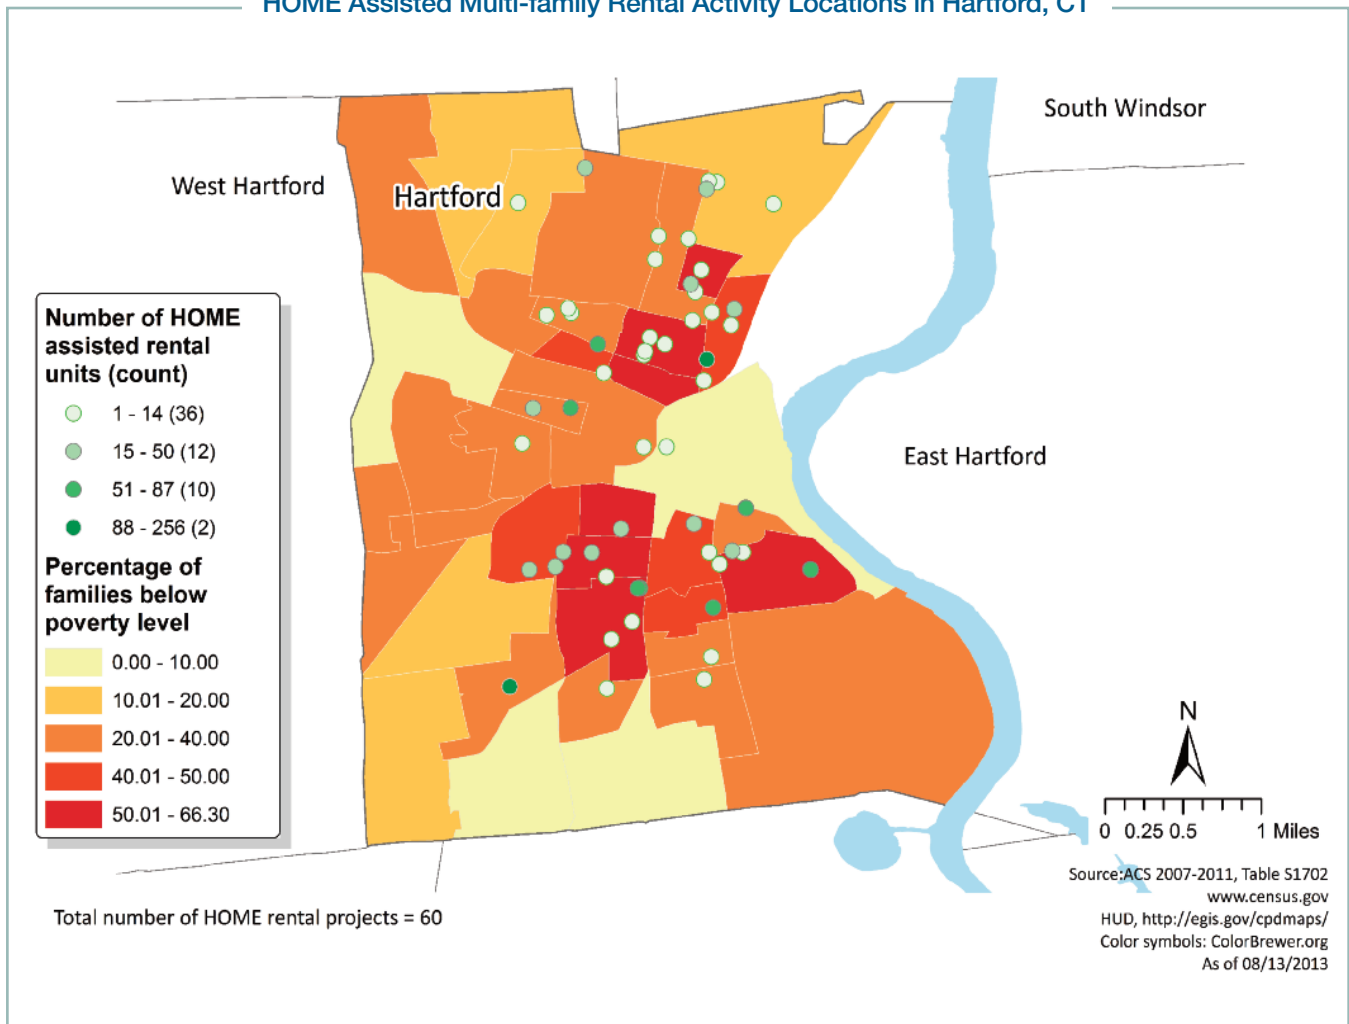 HOME Assisted Multi-family Rental Activity Locations in Hartford, CT
South Windsor
West Hartford
Hartford
East Hartford
Number of HOME
assisted rental
units (count)
1 - 14 (36)
15 - 50 (12)
51 - 87 (10)
88 - 256 (2)
Percentage of
families below
poverty level
0.00 - 10.00
10.01 - 20.00
20.01 - 40.00
40.01 - 50.00
50.01 - 66.30
N
0 0.25 0.5 1 Miles
Source:ACS 2007-2011, Table S1702
www.census.gov
HUD, http://egis.gov/cpdmaps/
Color symbols: ColorBrewer.org
As of 08/13/2013
Total number of HOME rental projects = 60